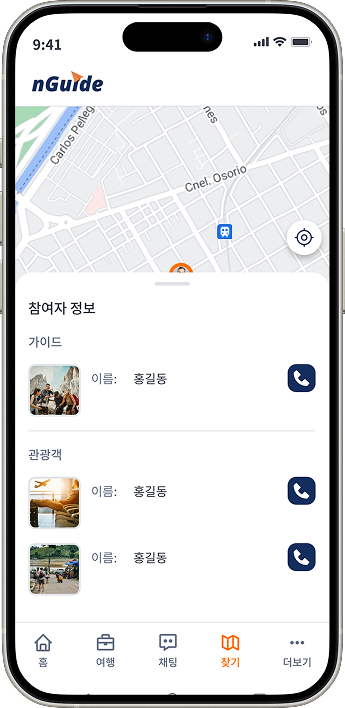 9:41
nGuide
Carlos Pelleg
Cnel. Osorio
참여자 정보
가이드
이름: 홍길동
관광객
이름: 홍길동
이름: 홍길동
홈 여행 채팅 찾기 더보기